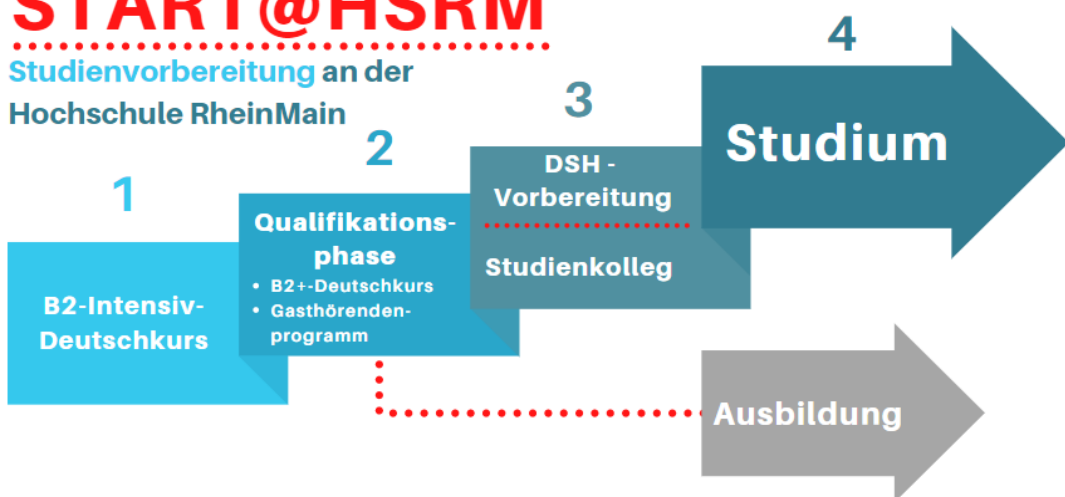 START@HSRM
Studienvorbereitung an der
Hochschule RheinMain
1
B2-Intensiv-
Deutschkurs
2
Qualifikations-
phase
• B2+-Deutschkurs
• Gasthörenden-
programm
3
DSH -
Vorbereitung
Studienkolleg
4
Studium
Ausbildung